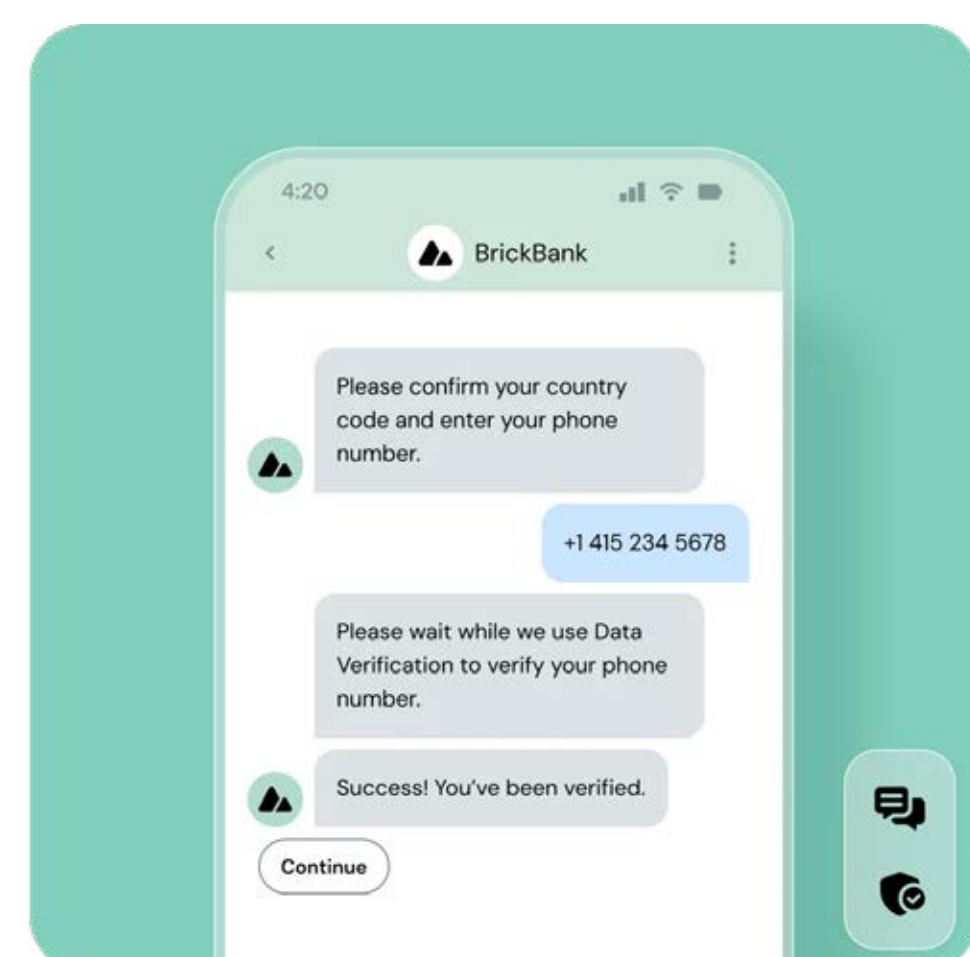 4:20
BrickBank
Please confirm your country
code and enter your phone
number.
+1 415 234 5678
Please wait while we use Data
Verification to verify your phone
number.
Success! You’ve been verified.
Continue